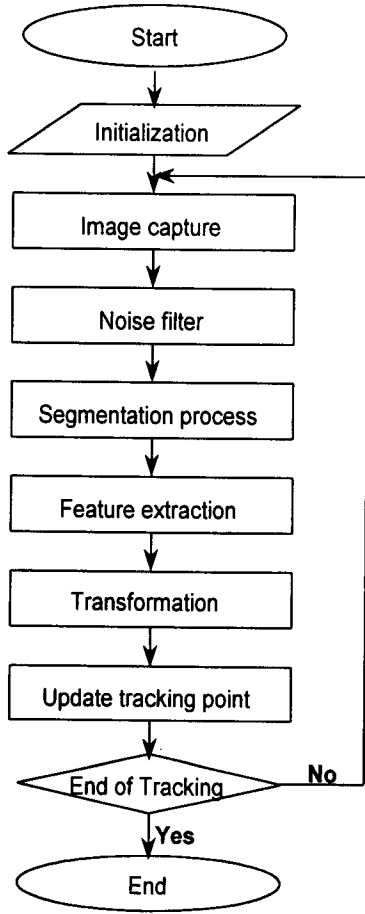 Start
Initialization
Image capture
Noise filter
Segmentation process
Feature extraction
Transformation
Update tracking point
End of Tracking
No
Yes
End